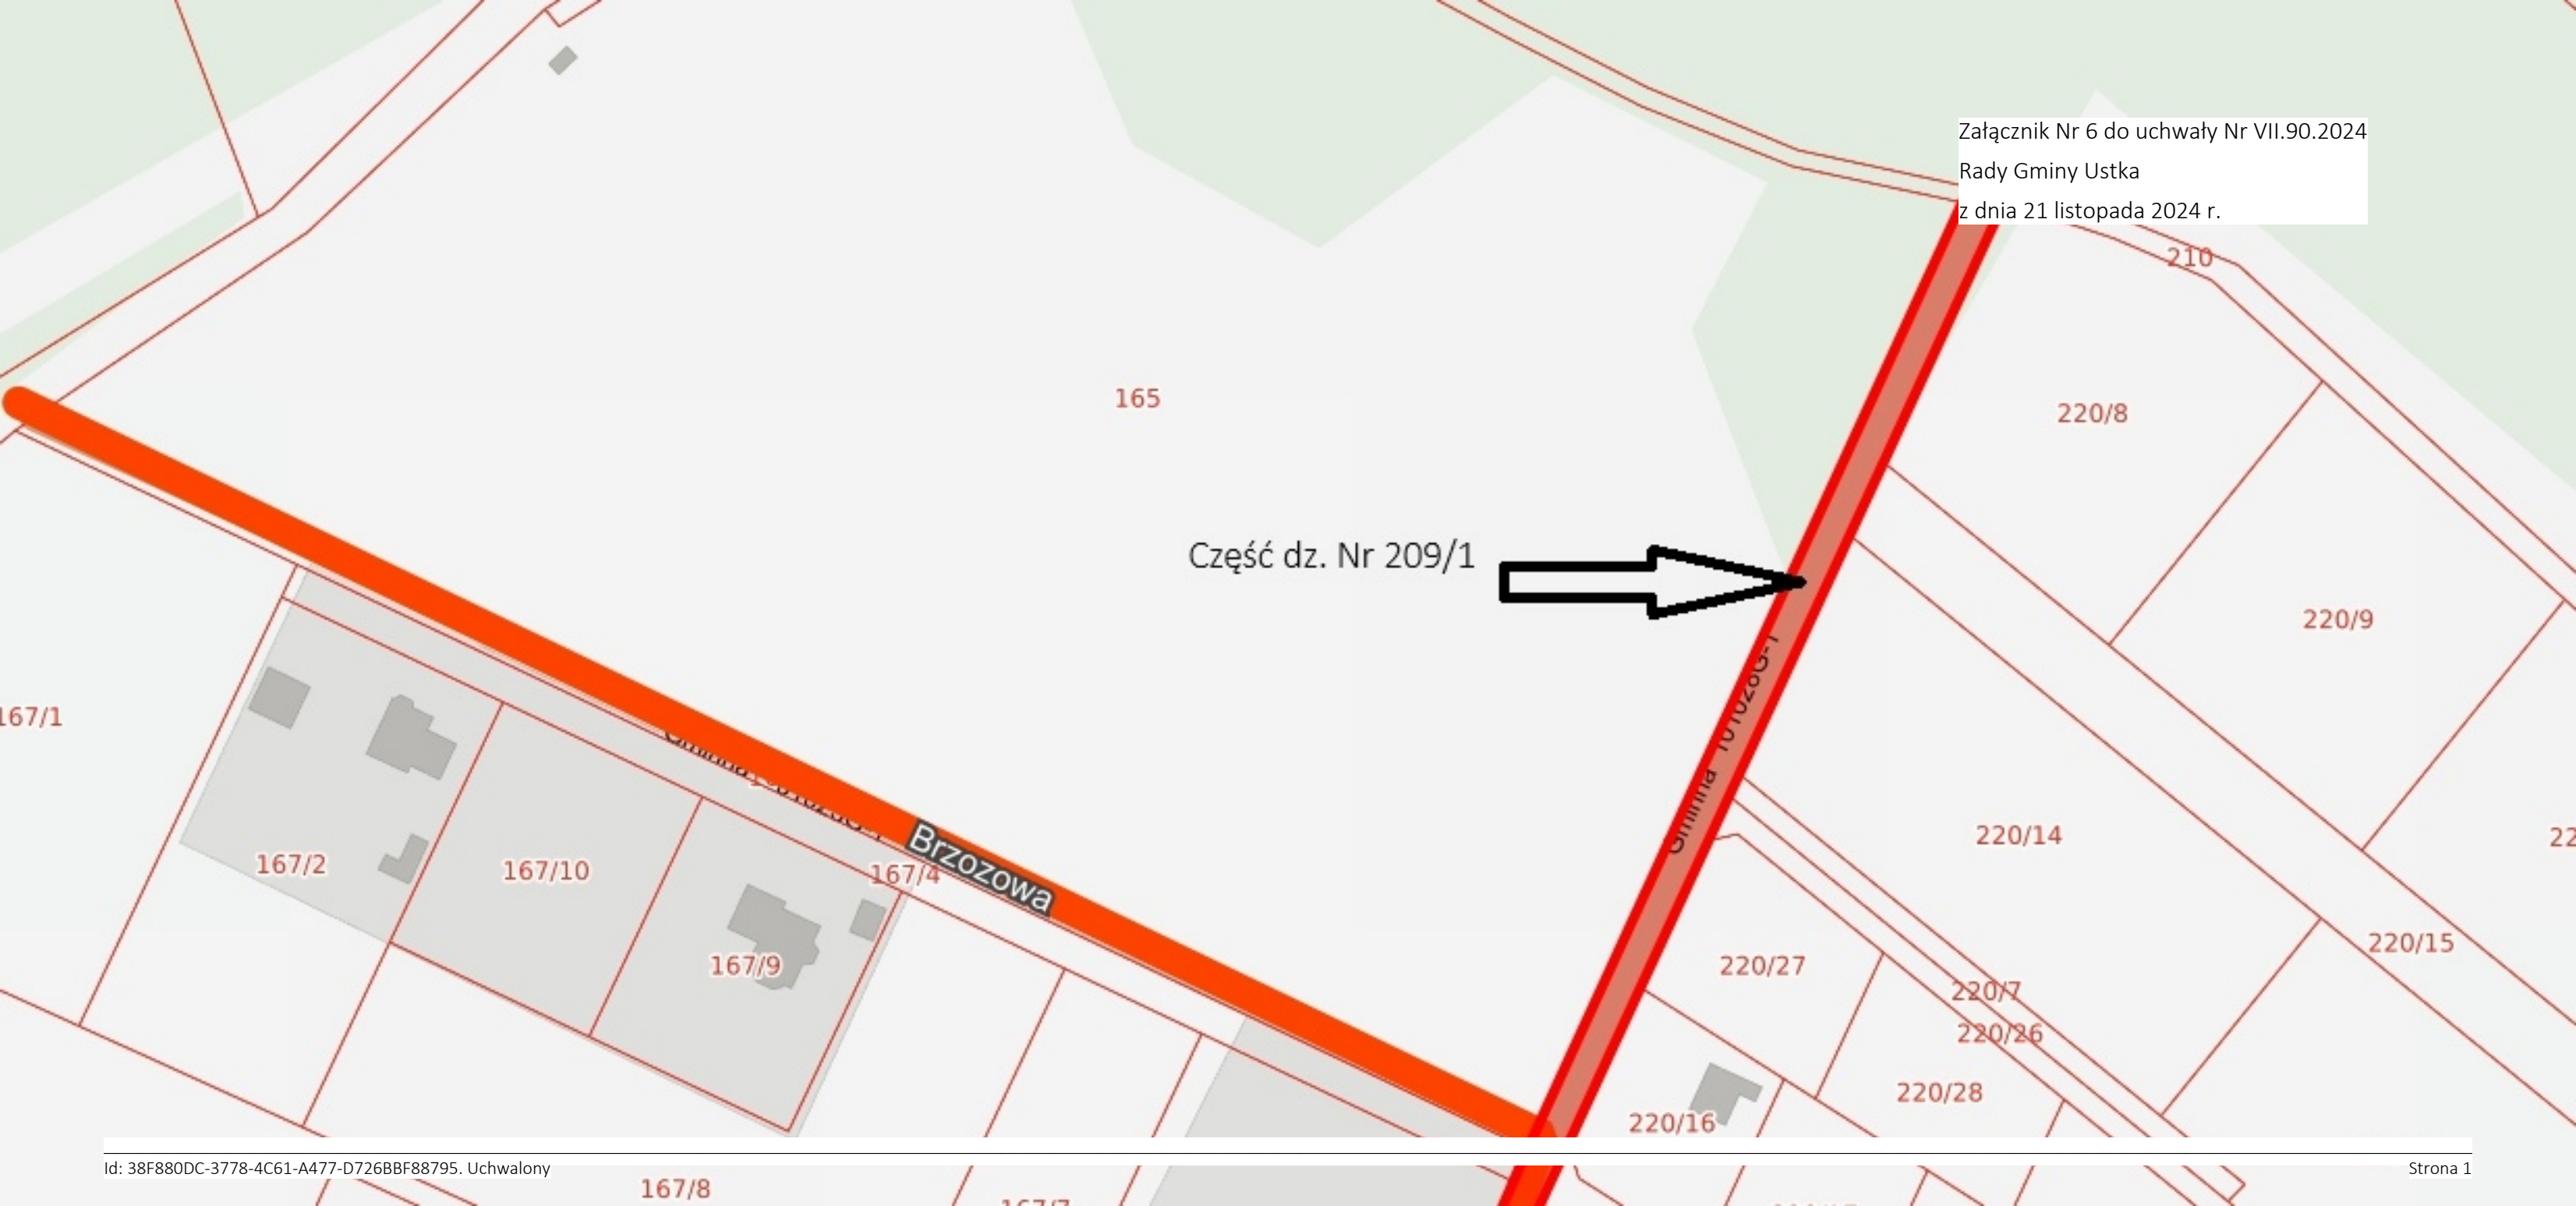 Załącznik Nr 6 do uchwały Nr VII.90.2024
Rady Gminy Ustka
z dnia 21 listopada 2024 r.
210
165
220/8
Część dz. Nr 209/1
220/9
167/1
220/14
Gminna
Brzozowa
167/2
167/10
167/4
167/9
220/15
220/27
220/7
220/26
220/28
220/16
Id: 38F880DC-3778-4C61-A477-D726BBF88795. Uchwalony
Strona 1
167/8